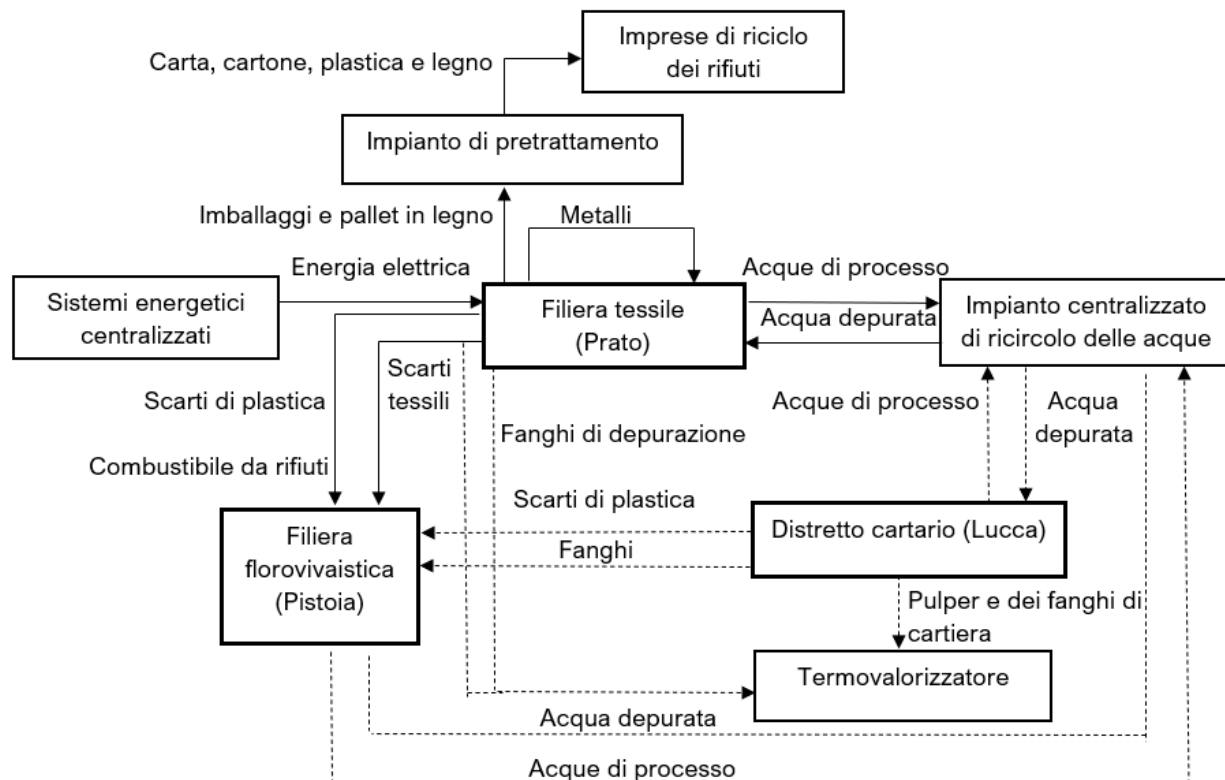 Imprese di riciclo
dei rifiuti
Carta, cartone, plastica e legno
Impianto di pretrattamento
Imballaggi e pallet in legno
Metalli
Energia elettrica
Acque di processo
Sistemi energetici
centralizzati
Filiera tessile
(Prato)
Acqua depurata
Impianto centralizzato
di ricircolo delle acque
Scarti di plastica
Scarti
tessili
Acque di processo
Acqua
depurata
Fanghi di depurazione
Combustibile da rifiuti
Scarti di plastica
Filiera
florovivaistica
(Pistoia)
Fanghi
Distretto cartario (Lucca)
Pulper e dei fanghi di
cartiera
Termovalorizzatore
Acqua depurata
Acque di processo